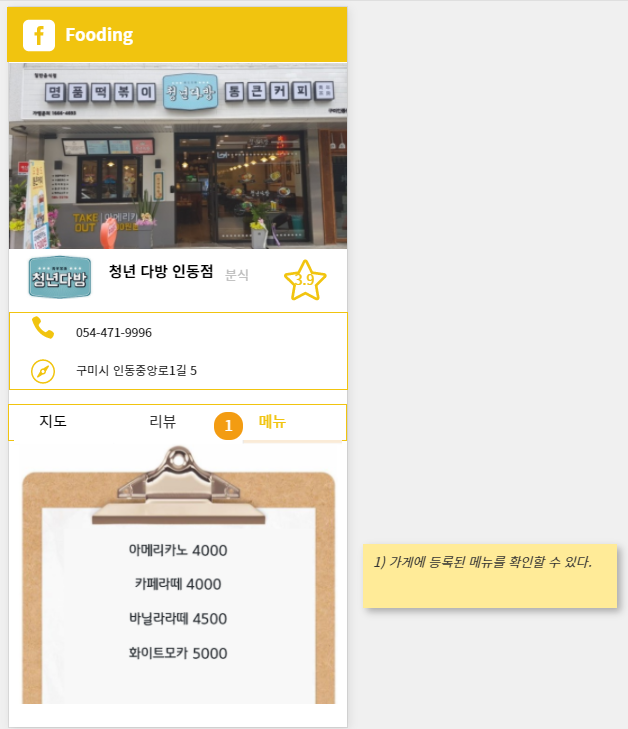 Fooding
명품떡볶이 청년다방 통큰커피
TAKE 아메리카
OUT
청년다방
청년 다방 인동점 분식
3.9
054-471-9996
구미시 인동중앙로1길 5
지도 리뷰 1 메뉴
아메리카노 4000
카페라떼 4000
바닐라라떼 4500
화이트모카 5000
1) 가게에 등록된 메뉴를 확인할 수 있다.